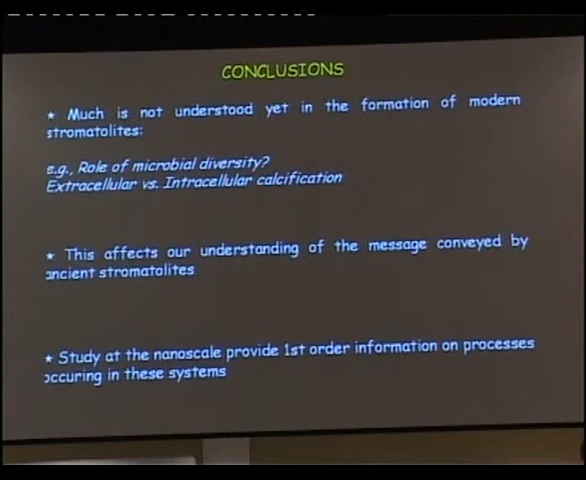 CONCLUSIONS
★ Much is not understood yet in the formation of modern
stromatolites:
e.g., Role of microbial diversity?
Extracellular vs. Intracellular calcification
★ This affects our understanding of the message conveyed by
ancient stromatolites
★ Study at the nanoscale provide 1st order information on processes
occuring in these systems